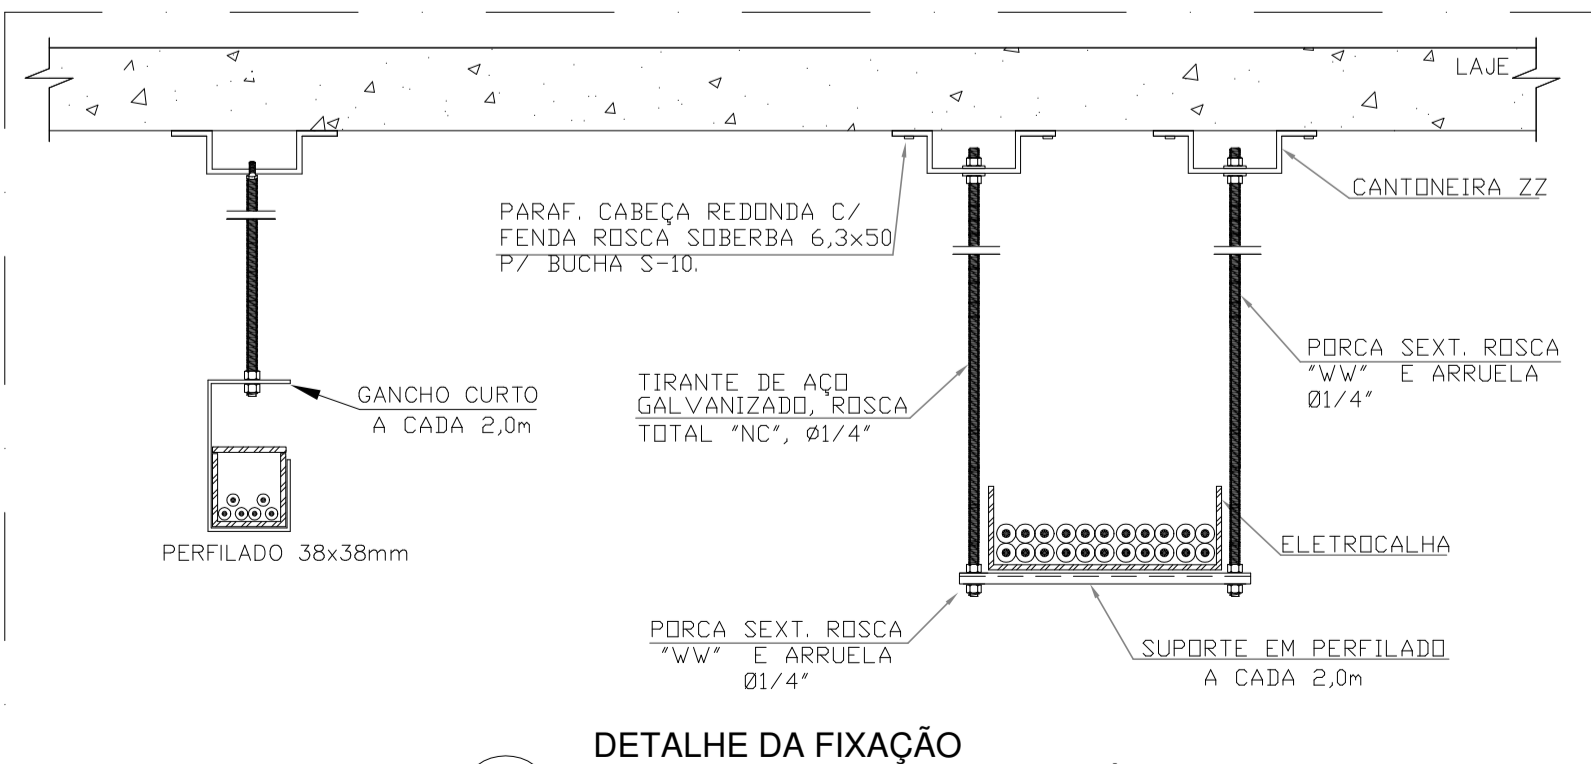 LAJE
CANTONEIRA ZZ
PARAF. CABEÇA REDONDA C/
FENDA ROSCA SOBERBA 6,3x50
P/ BUCHA S-10.
PORCA SEXT. ROSCA
"WW" E ARRUELA
Ø1/4"
GANCHO CURTO
A CADA 2,0m
TIRANTE DE AÇO
GALVANIZADO, ROSCA
TOTAL "NC", Ø1/4"
PERFILADO 38x38mm
ELETROCALHA
PORCA SEXT. ROSCA
"WW" E ARRUELA
Ø1/4"
SUPORTE EM PERFILADO
A CADA 2,0m
DETALHE DA FIXAÇÃO